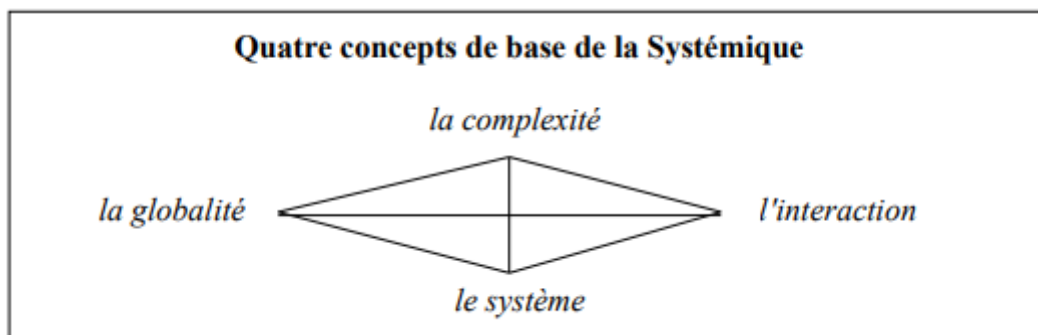 Quatre concepts de base de la Systémique
la complexité
la globalité
l'interaction
le système